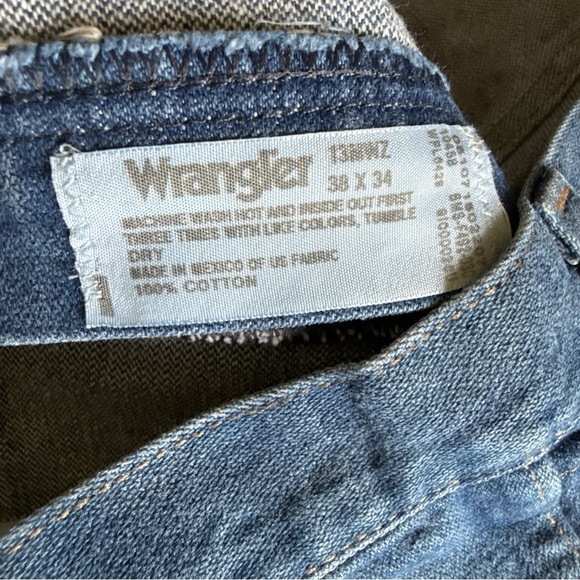 Wrangler 13MWZ
38 X 34
MACHINE WASH HOT AND INSIDE OUT FIRST
THREE TIMES WITH LIKE COLORS, TUMBLE
DRY
MADE IN MEXICO OF US FABRIC
100% COTTON